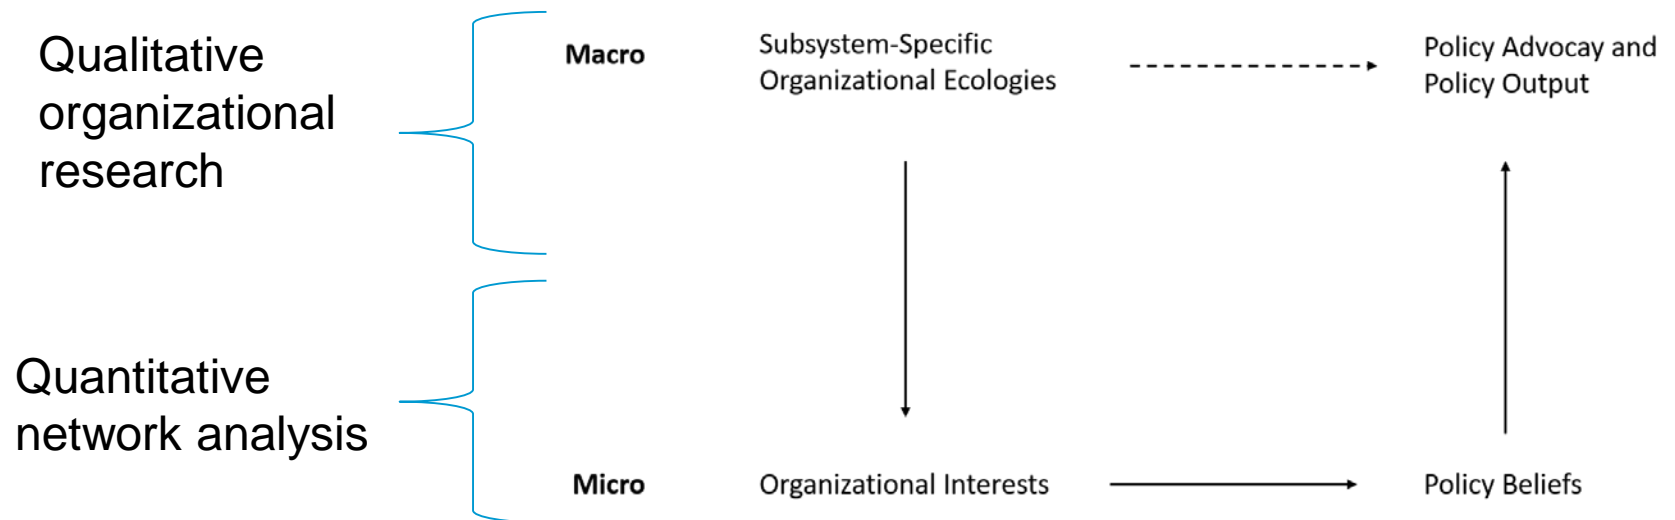 Qualitative
organizational
research
Macro
Subsystem-Specific
Organizational Ecologies
Policy Advocay and
Policy Output
Quantitative
network analysis
Micro
Organizational Interests
Policy Beliefs